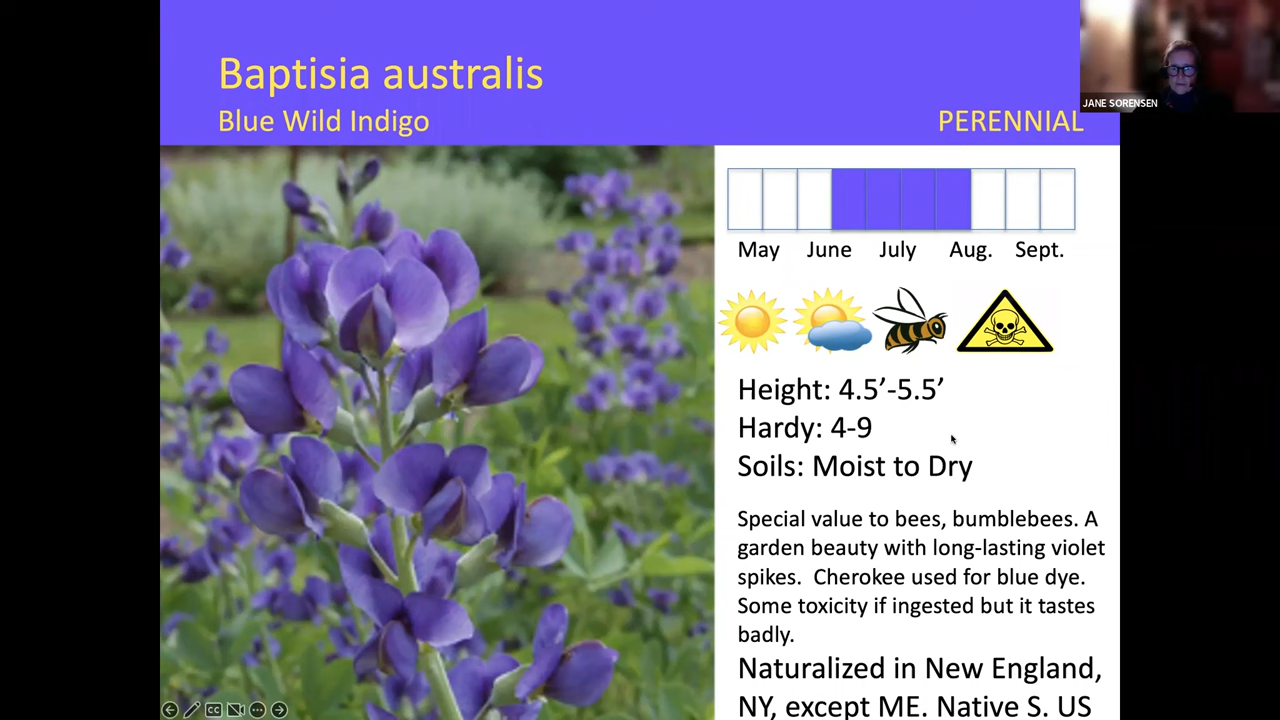 Baptisia australis
Blue Wild Indigo
PERENNIAL
JANE SORENSEN
May June July Aug. Sept.
Height: 4.5’-5.5’
Hardy: 4-9
Soils: Moist to Dry
Special value to bees, bumblebees. A
garden beauty with long-lasting violet
spikes. Cherokee used for blue dye.
Some toxicity if ingested but it tastes
badly.
Naturalized in New England,
NY, except ME. Native S. US
CC